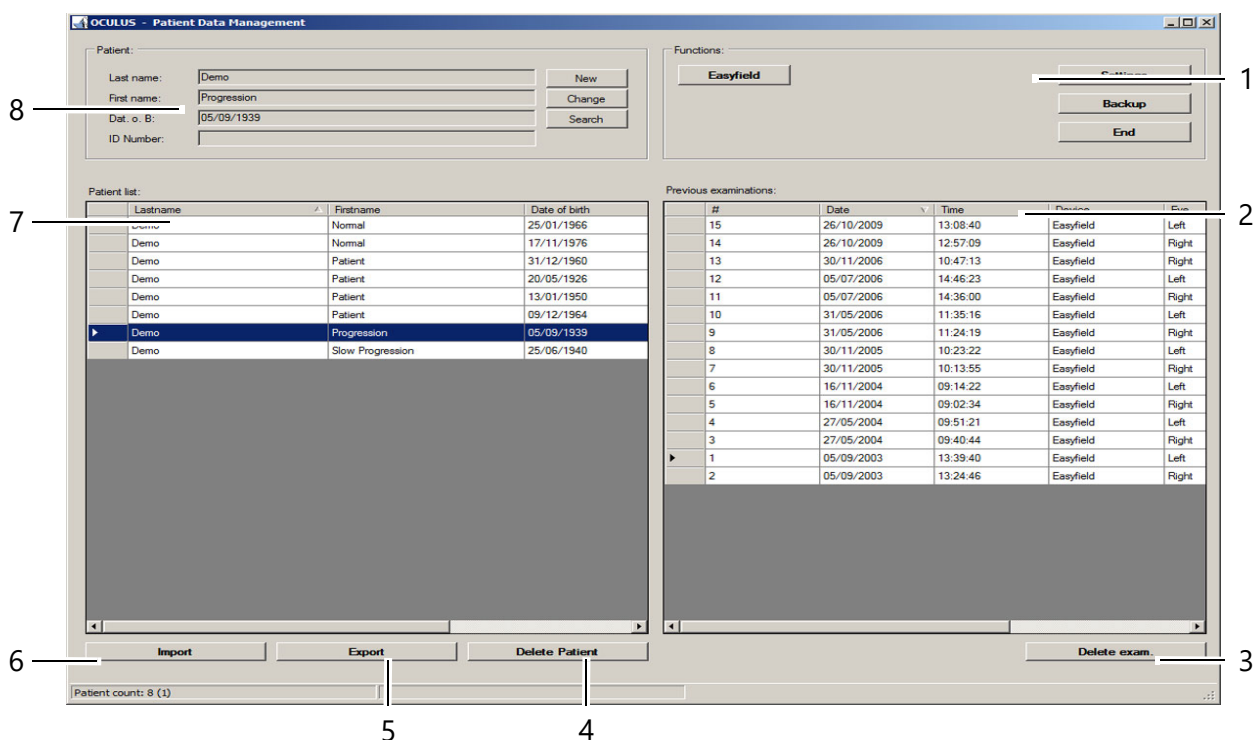 OCULUS - Patient Data Management
Patient:
Last name: Demo New
First name: Progression Change
Dat. o. B: 05/09/1939 Search
ID Number:
8
Functions:
Easyfield Settings
Backup
End
1
Patient list:
Lastname Firstname Date of birth
Demo Normal 25/01/1966
Demo Normal 17/11/1976
Demo Patient 31/12/1960
Demo Patient 20/05/1926
Demo Patient 13/01/1950
Demo Patient 09/12/1964
Demo Progression 05/09/1939
Demo Slow Progression 25/06/1940
7
Previous examinations:
# Date Time Device Eye
15 26/10/2009 13:08:40 Easyfield Left
14 26/10/2009 12:57:09 Easyfield Right
13 30/11/2006 10:47:13 Easyfield Right
12 05/07/2006 14:46:23 Easyfield Left
11 05/07/2006 14:36:00 Easyfield Right
10 31/05/2006 11:35:16 Easyfield Left
9 31/05/2006 11:24:19 Easyfield Right
8 30/11/2005 10:23:22 Easyfield Left
7 30/11/2005 10:13:55 Easyfield Right
6 16/11/2004 09:14:22 Easyfield Left
5 16/11/2004 09:02:34 Easyfield Right
4 27/05/2004 09:51:21 Easyfield Left
3 27/05/2004 09:40:44 Easyfield Right
1 05/09/2003 13:39:40 Easyfield Left
2 05/09/2003 13:24:46 Easyfield Right
2
6 Import Export Delete Patient Delete exam. 3
Patient count: 8 (1)
5 4